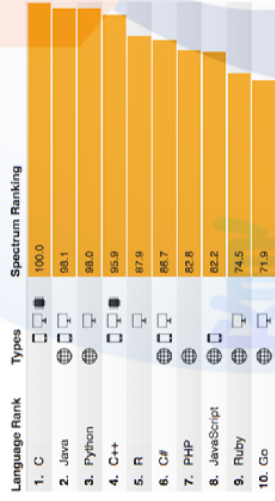 Language Rank Types Spectrum Ranking
1. C 100.0
2. Java 98.1
3. Python 98.0
4. C++ 95.9
5. R 87.9
6. C# 86.7
7. PHP 82.8
8. JavaScript 82.2
9. Ruby 74.5
10. Go 71.9